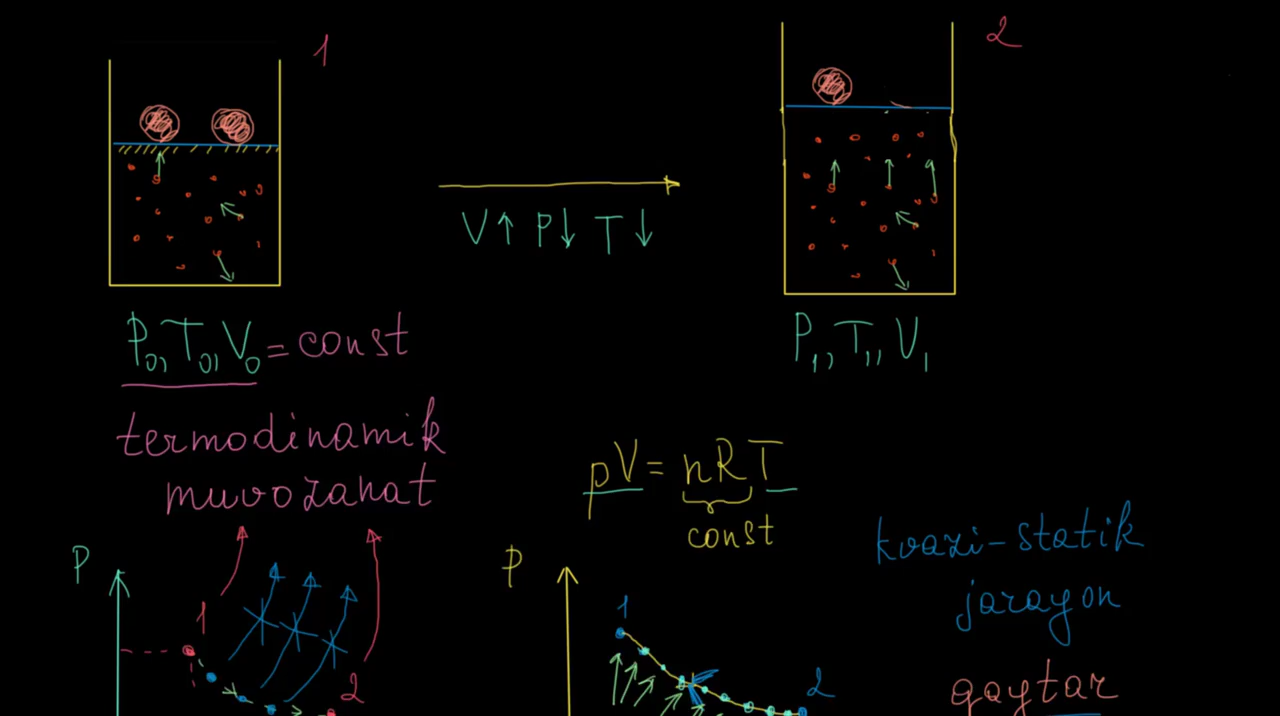 1
2
V↑ P↓ T↓
P₀, T₀, V₀ = const
P₁, T₁, V₁
termodinamik
muvozanat
pV = nRT
const
kvazi-statik
jarayon
P
1
2
P
1
2
qaytar